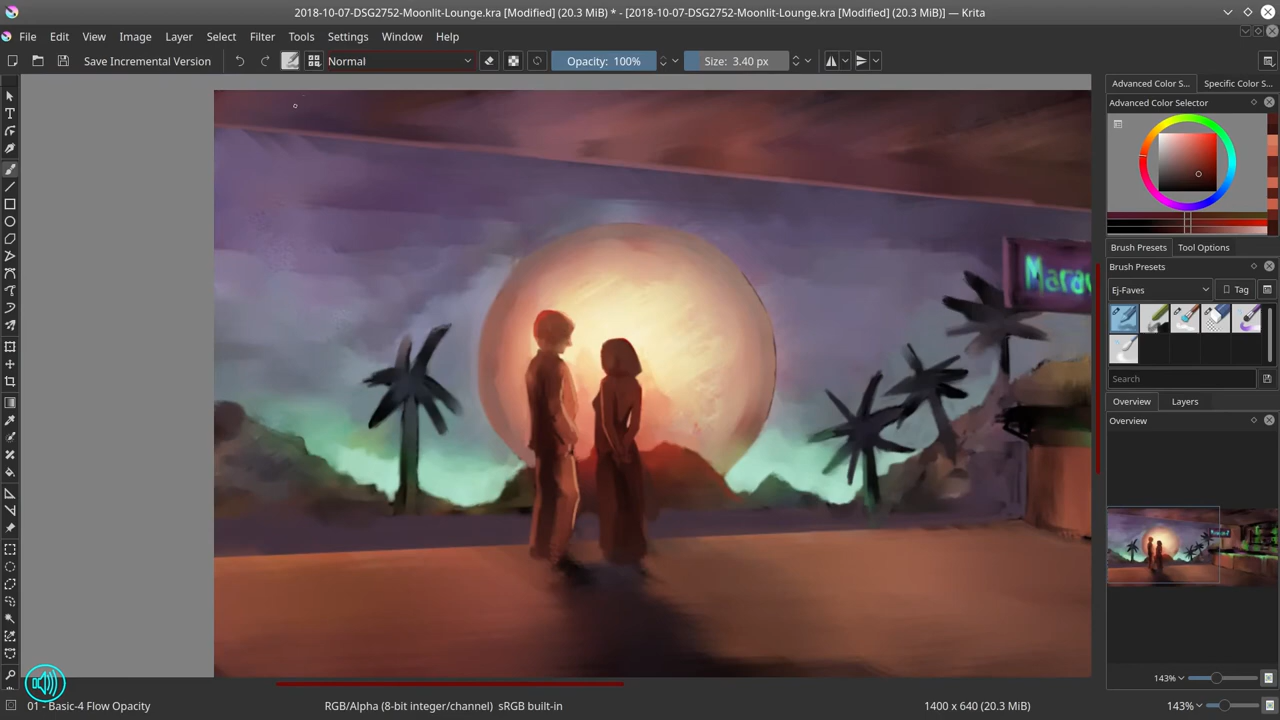 2018-10-07-DSG2752-Moonlit-Lounge.kra [Modified] (20.3 MiB) * - [2018-10-07-DSG2752-Moonlit-Lounge.kra [Modified] (20.3 MiB)] — Krita
File Edit View Image Layer Select Filter Tools Settings Window Help
Save Incremental Version Normal Opacity: 100% Size: 3.40 px
Advanced Color S... Specific Color S...
Advanced Color Selector
Brush Presets Tool Options
Brush Presets
Ej-Faves Tag
Search
Overview Layers
Overview
143%
01 - Basic-4 Flow Opacity RGB/Alpha (8-bit integer/channel) sRGB built-in 1400 x 640 (20.3 MiB) 143%